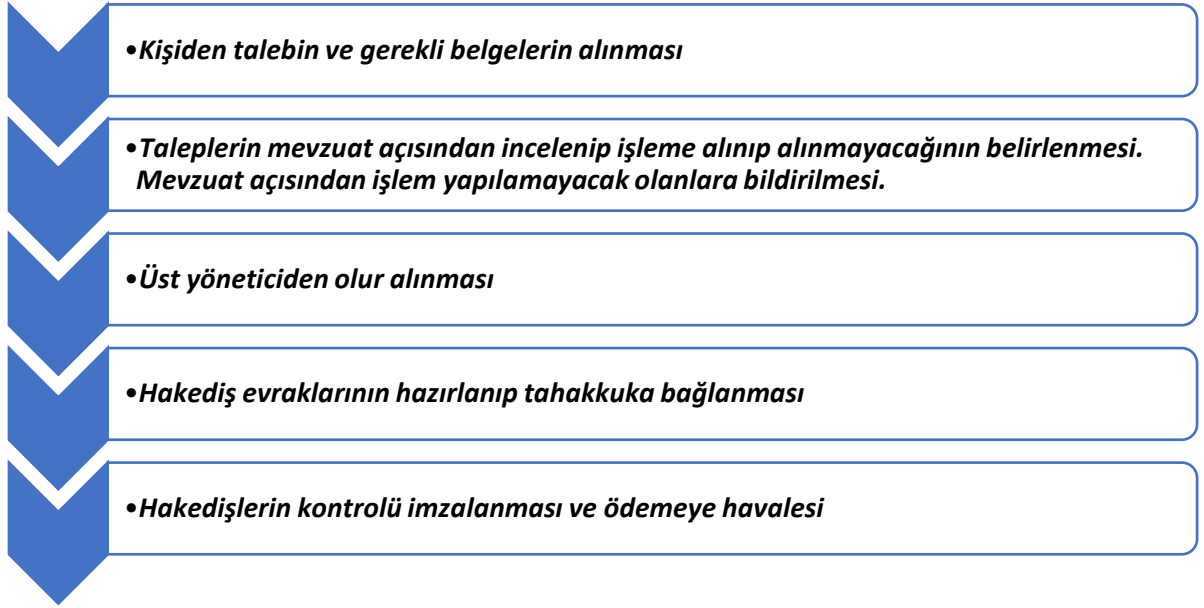 •Kişiden talebin ve gerekli belgelerin alınması
•Taleplerin mevzuat açısından incelenip işleme alınıp alınmayacağının belirlenmesi.
Mevzuat açısından işlem yapılamayacak olanlara bildirilmesi.
•Üst yöneticiden olur alınması
•Hakediş evraklarının hazırlanıp tahakkuka bağlanması
•Hakedişlerin kontrolü imzalanması ve ödemeye havalesi